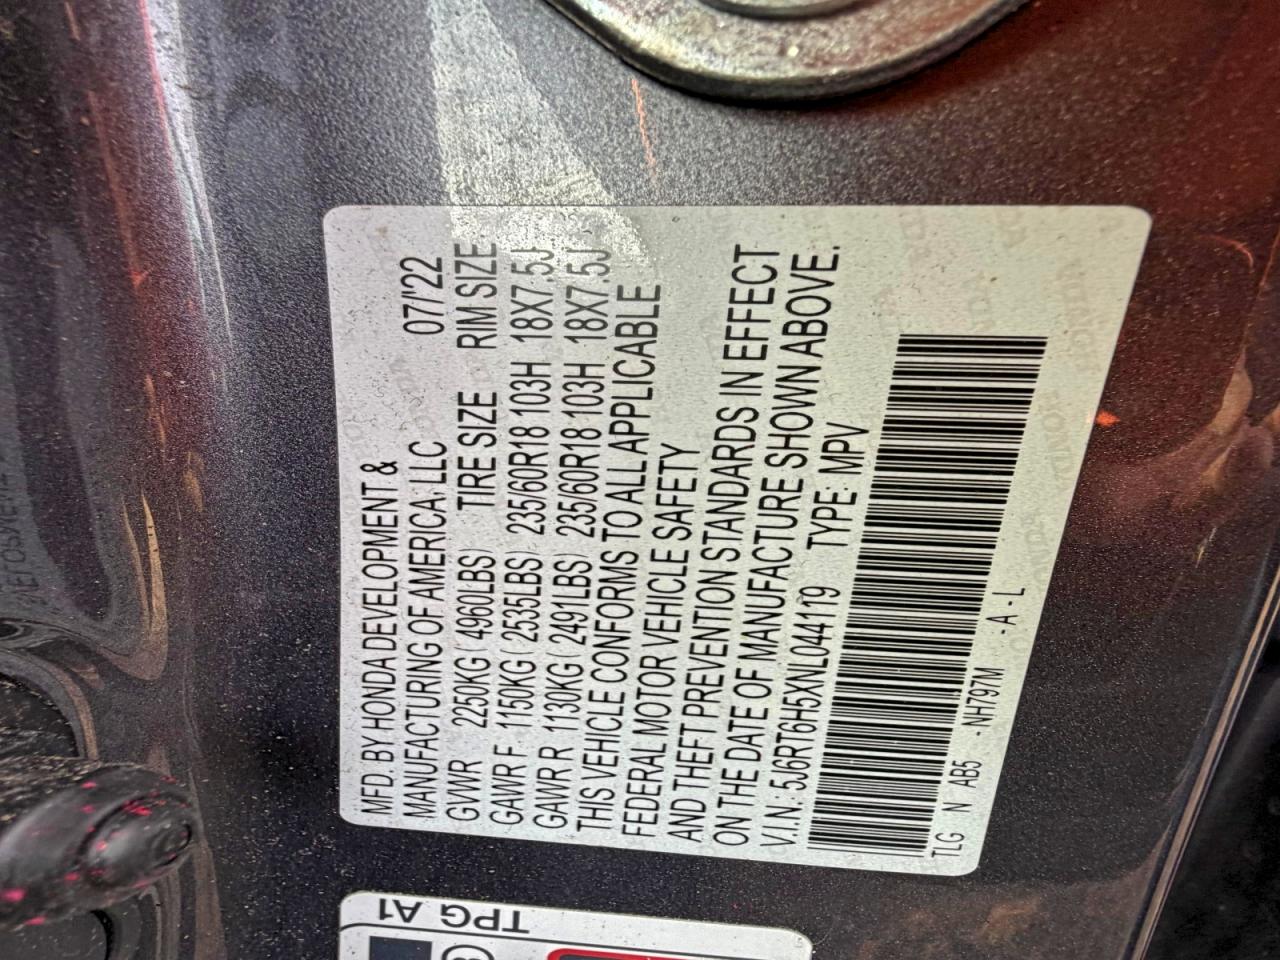 MFD. BY HONDA DEVELOPMENT &
MANUFACTURING OF AMERICA, LLC 07/'22
GVWR 2250KG ( 4960LBS) TIRE SIZE RIM SIZE
GAWR F 1150KG ( 2535LBS) 235/60R18 103H 18X7.5J
GAWR R 1130KG ( 2491LBS) 235/60R18 103H 18X7.5J
THIS VEHICLE CONFORMS TO ALL APPLICABLE
FEDERAL MOTOR VEHICLE SAFETY
AND THEFT PREVENTION STANDARDS IN EFFECT
ON THE DATE OF MANUFACTURE SHOWN ABOVE.
V.I.N.: 5J6RT6H5XNL044119 TYPE: MPV
TLG N AB5 -NH797M -A-L
TPG A1